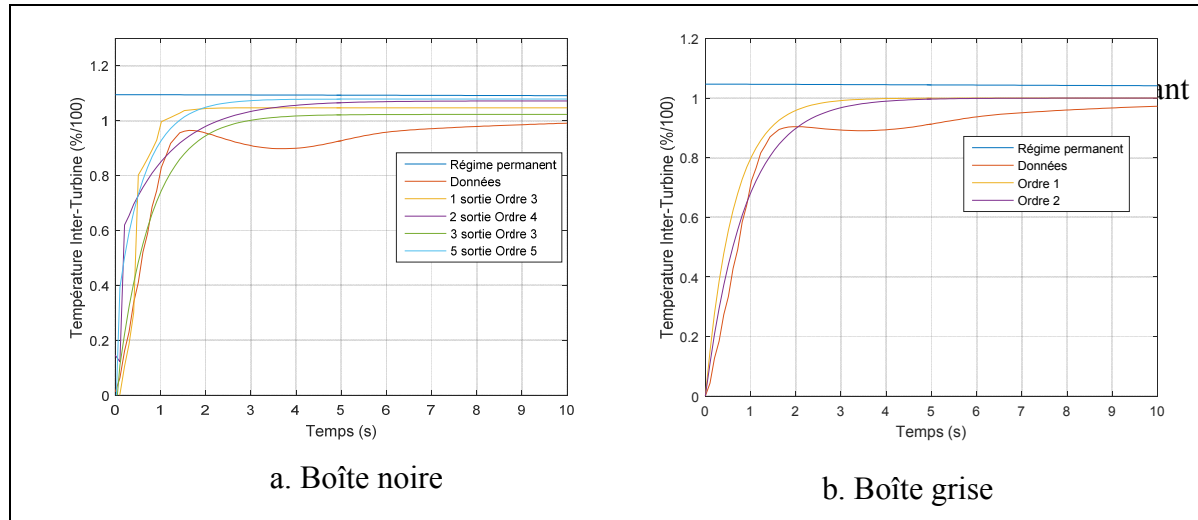 1.2
1
0.8
0.6
0.4
0.2
0
Température Inter-Turbine (%/100)
Régime permanent
Données
1 sortie Ordre 3
2 sortie Ordre 4
3 sortie Ordre 3
5 sortie Ordre 5
0 1 2 3 4 5 6 7 8 9 10
Temps (s)
a. Boîte noire
1.2
1
0.8
0.6
0.4
0.2
0
Température Inter-Turbine (%/100)
ant
Régime permanent
Données
Ordre 1
Ordre 2
0 1 2 3 4 5 6 7 8 9 10
Temps (s)
b. Boîte grise